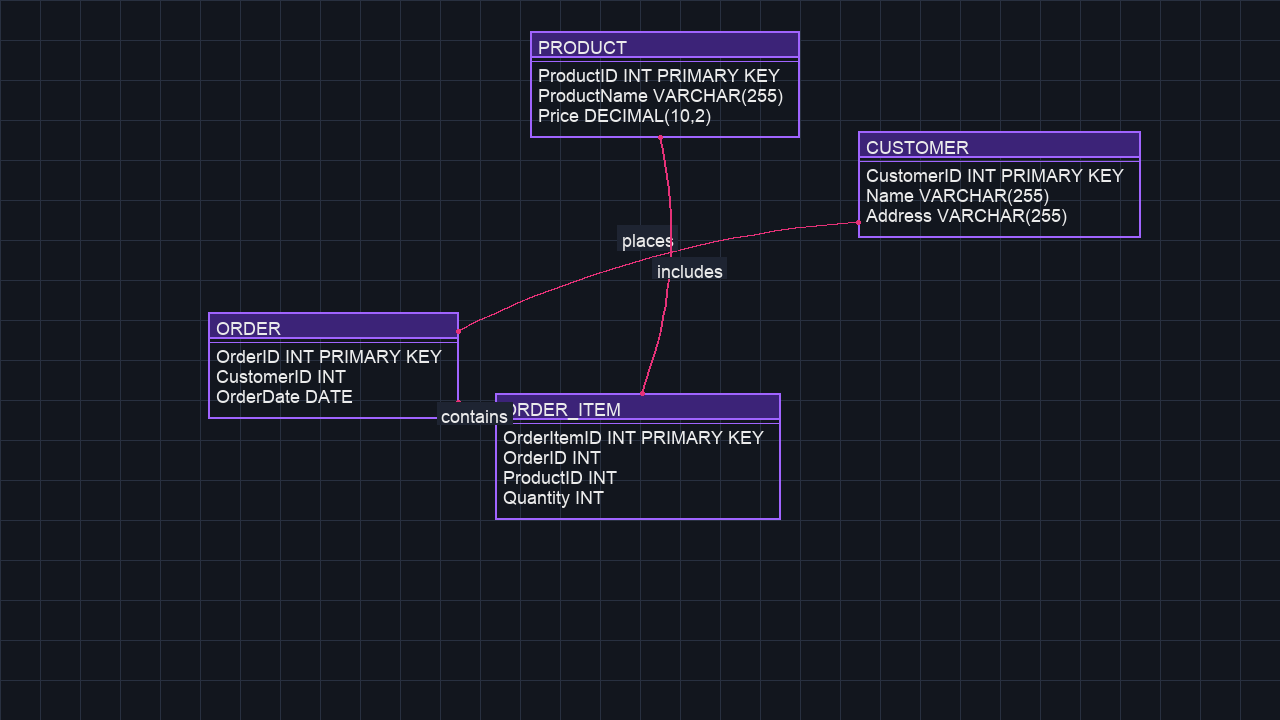 PRODUCT
ProductID INT PRIMARY KEY
ProductName VARCHAR(255)
Price DECIMAL(10,2)
CUSTOMER
CustomerID INT PRIMARY KEY
Name VARCHAR(255)
Address VARCHAR(255)
places
includes
ORDER
OrderID INT PRIMARY KEY
CustomerID INT
OrderDate DATE
contains
ORDER_ITEM
OrderItemID INT PRIMARY KEY
OrderID INT
ProductID INT
Quantity INT